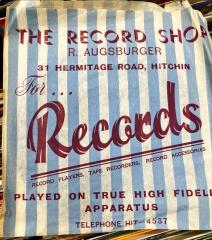 THE RECORD SHOP
R. AUGSBURGER
31 HERMITAGE ROAD, HITCHIN
For...
Records
RECORD PLAYERS, TAPE RECORDERS, RECORD ACCESSORIES
PLAYED ON TRUE HIGH FIDELI
APPARATUS
TELEPHONE HIT- 4537